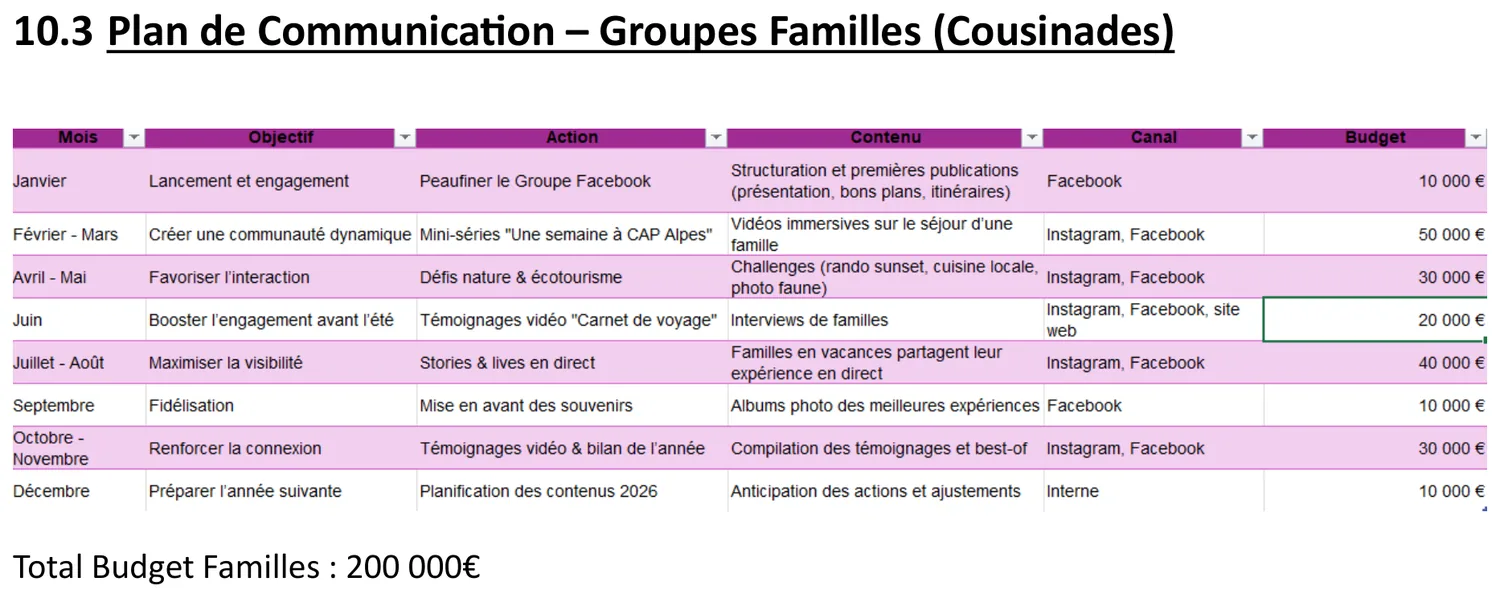 10.3 Plan de Communication – Groupes Familles (Cousinades)
Mois Objectif Action Contenu Canal Budget
Janvier Lancement et engagement Peaufiner le Groupe Facebook Structuration et premières publications (présentation, bons plans, itinéraires) Facebook 10 000 €
Février - Mars Créer une communauté dynamique Mini-séries "Une semaine à CAP Alpes" Vidéos immersives sur le séjour d’une famille Instagram, Facebook 50 000 €
Avril - Mai Favoriser l’interaction Défis nature & écotourisme Challenges (rando sunset, cuisine locale, photo faune) Instagram, Facebook 30 000 €
Juin Booster l’engagement avant l’été Témoignages vidéo "Carnet de voyage" Interviews de familles Instagram, Facebook, site web 20 000 €
Juillet - Août Maximiser la visibilité Stories & lives en direct Familles en vacances partagent leur expérience en direct Instagram, Facebook 40 000 €
Septembre Fidélisation Mise en avant des souvenirs Albums photo des meilleures expériences Facebook 10 000 €
Octobre - Novembre Renforcer la connexion Témoignages vidéo & bilan de l’année Compilation des témoignages et best-of Instagram, Facebook 30 000 €
Décembre Préparer l’année suivante Planification des contenus 2026 Anticipation des actions et ajustements Interne 10 000 €
Total Budget Familles : 200 000€